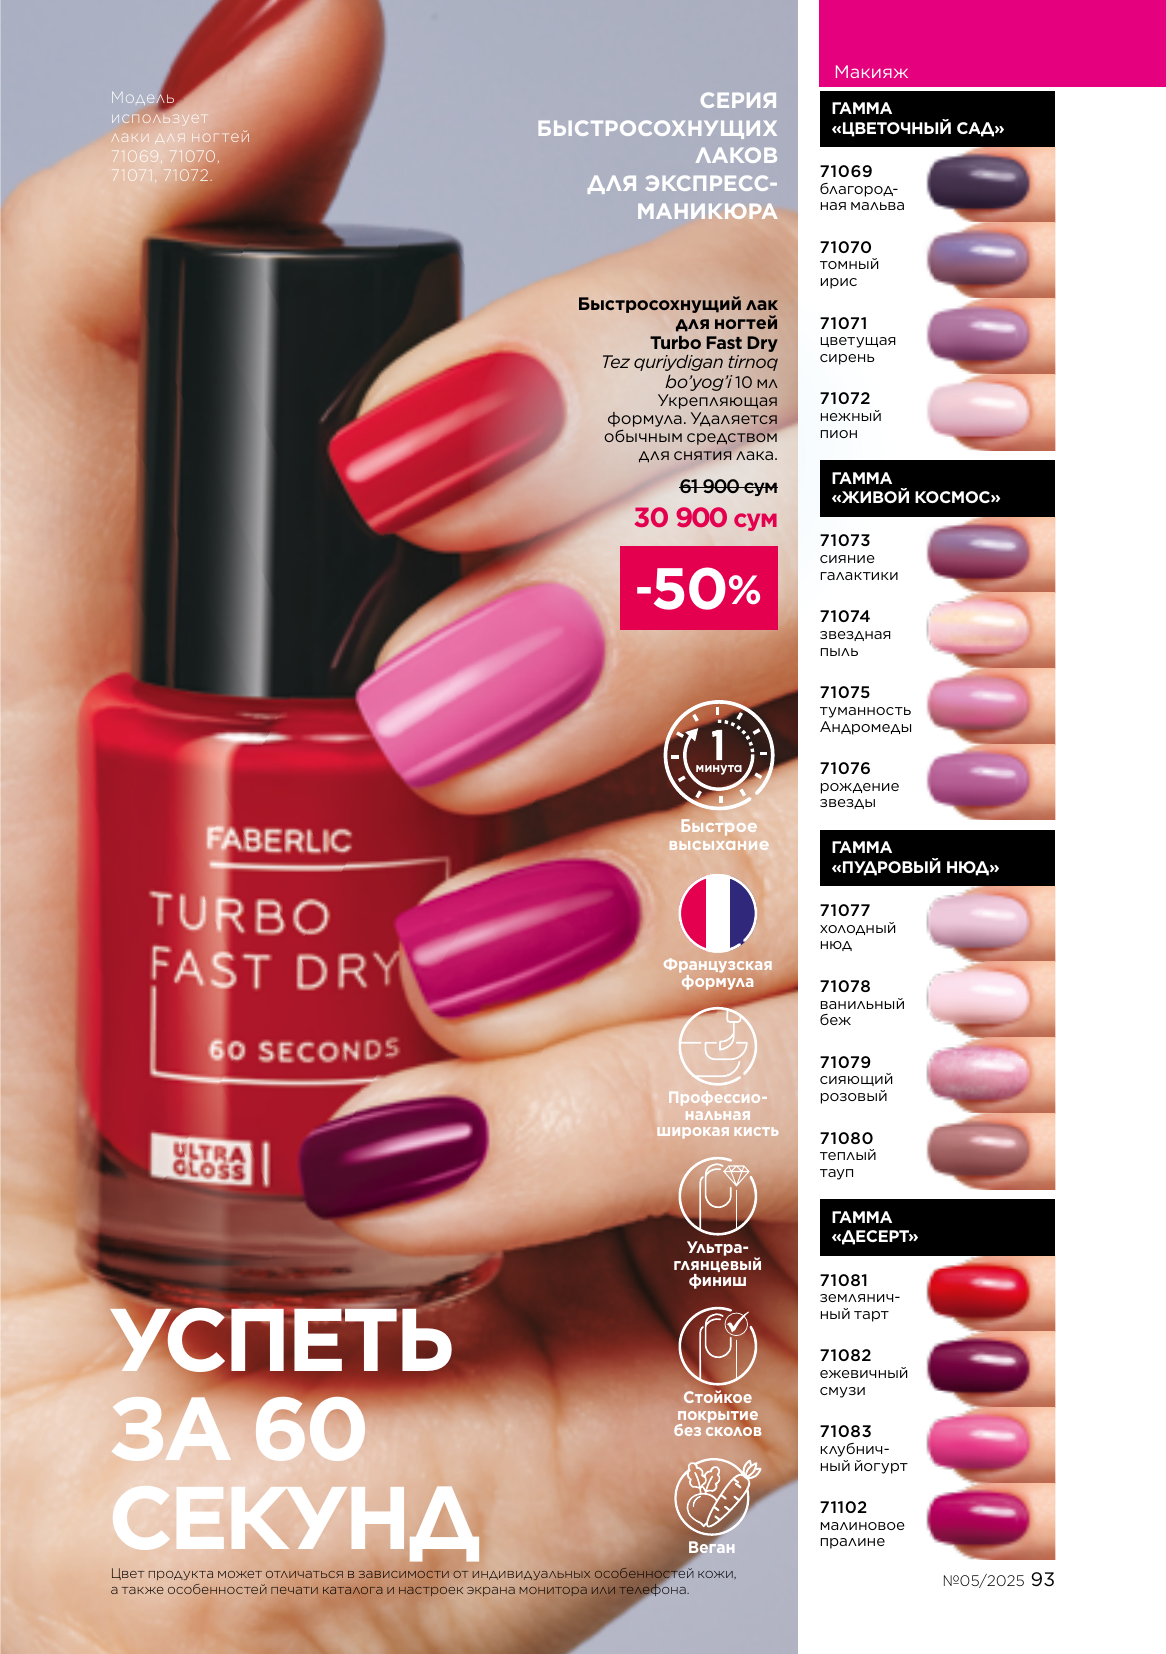 Макияж
Модель
использует
лаки для ногтей
71069, 71070,
71071, 71072.
СЕРИЯ
БЫСТРОСОХНУЩИХ
ЛАКОВ
ДЛЯ ЭКСПРЕСС-
МАНИКЮРА
Быстросохнущий лак
для ногтей
Turbo Fast Dry
Tez quriydigan tirnoq
bo'yog'i 10 мл
Укрепляющая
формула. Удаляется
обычным средством
для снятия лака.
61 900 сум
30 900 сум
-50%
1
минута
Быстрое
высыхание
Французская
формула
Профессио-
нальная
широкая кисть
Ультра-
глянцевый
финиш
Стойкое
покрытие
без сколов
Веган
FABERLIC
TURBO
FAST DRY
60 SECONDS
ULTRA
GLOSS
УСПЕТЬ
ЗА 60
СЕКУНД
Цвет продукта может отличаться в зависимости от индивидуальных особенностей кожи,
а также особенностей печати каталога и настроек экрана монитора или телефона.
ГАММА
«ЦВЕТОЧНЫЙ САД»
71069
благород-
ная мальва
71070
томный
ирис
71071
цветущая
сирень
71072
нежный
пион
ГАММА
«ЖИВОЙ КОСМОС»
71073
сияние
галактики
71074
звездная
пыль
71075
туманность
Андромеды
71076
рождение
звезды
ГАММА
«ПУДРОВЫЙ НЮД»
71077
холодный
нюд
71078
ванильный
беж
71079
сияющий
розовый
71080
теплый
тауп
ГАММА
«ДЕСЕРТ»
71081
землянич-
ный тарт
71082
ежевичный
смузи
71083
клубнич-
ный йогурт
71102
малиновое
пралине
№05/2025 93